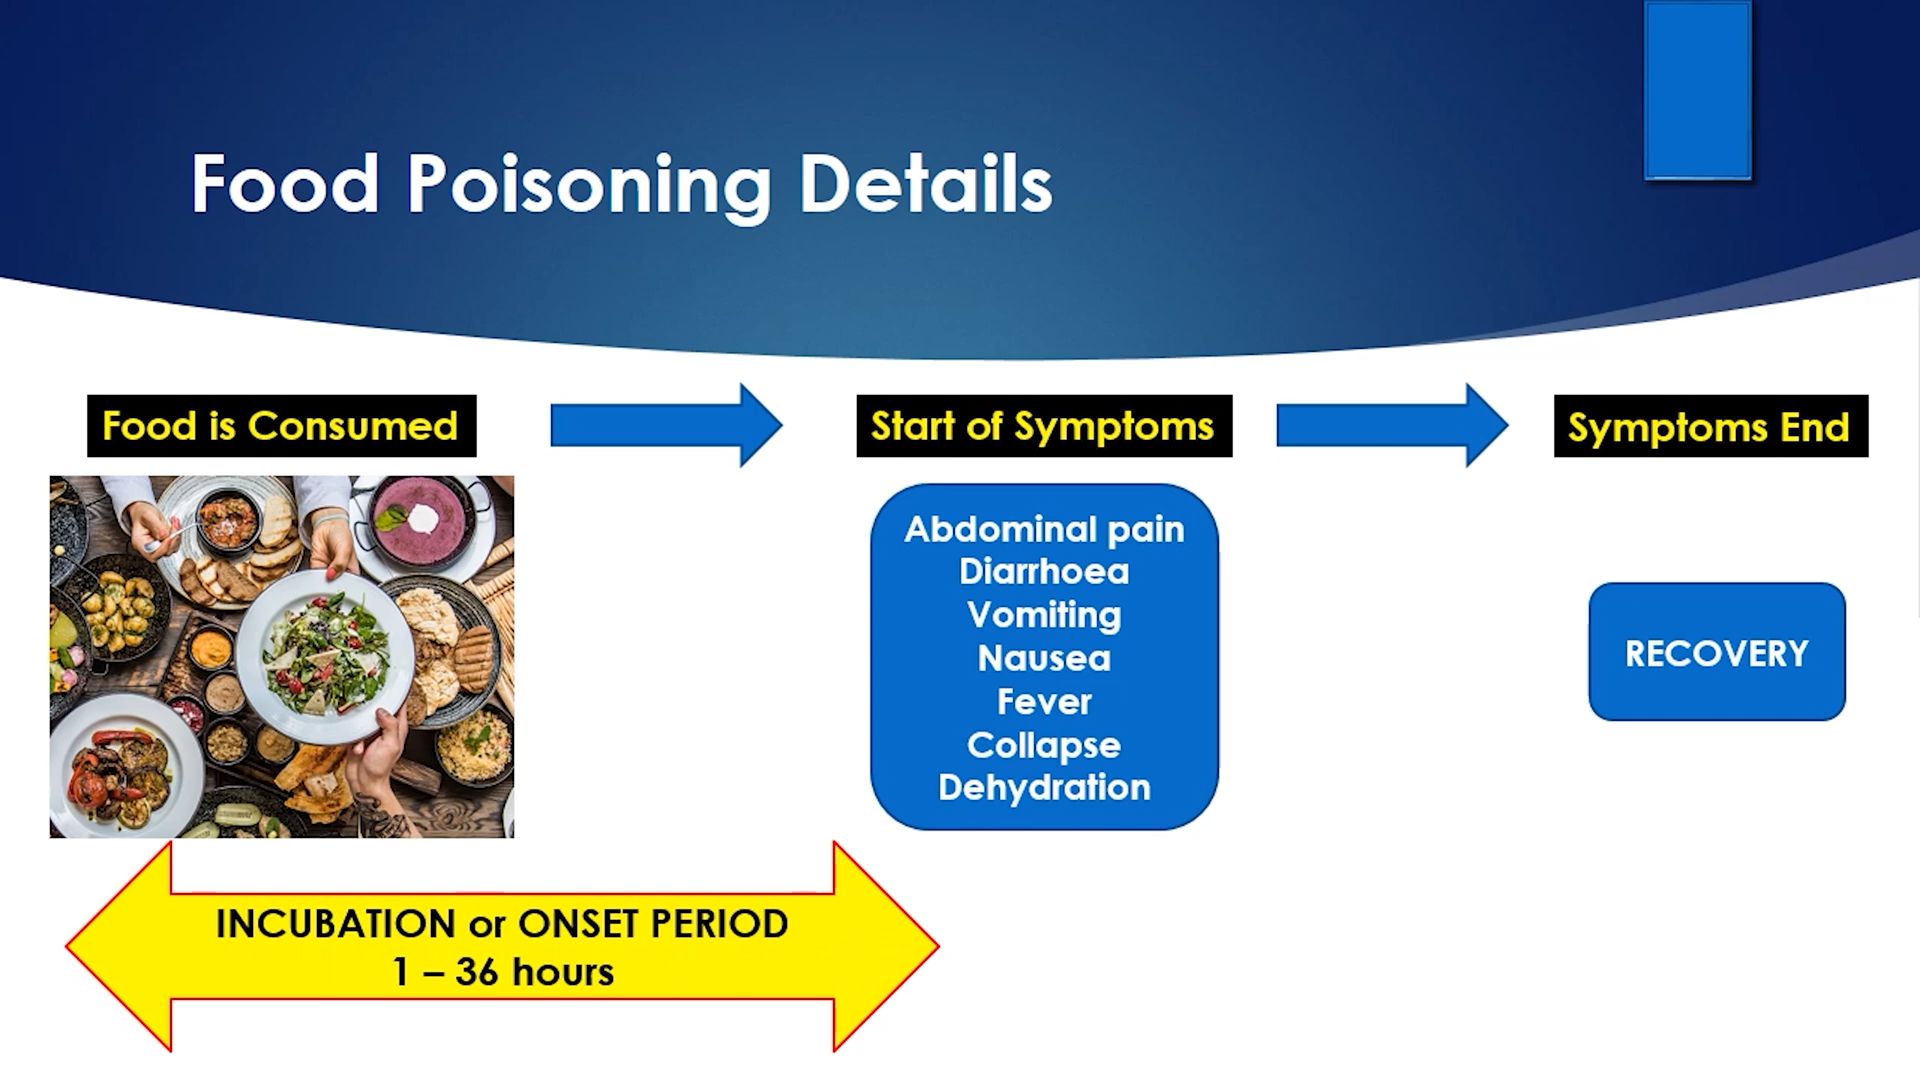 Food Poisoning Details
Food is Consumed
Start of Symptoms
Symptoms End
Abdominal pain
Diarrhoea
Vomiting
Nausea
Fever
Collapse
Dehydration
RECOVERY
INCUBATION or ONSET PERIOD
1 – 36 hours